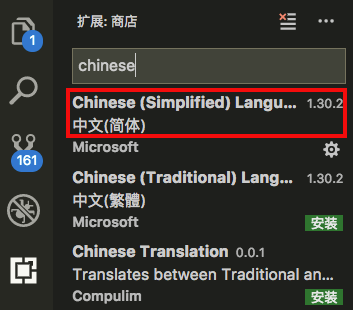 扩展: 商店
1
chinese
Chinese (Simplified) Langu... 1.30.2
中文(简体)
Microsoft
161
Chinese (Traditional) Lang... 1.30.2
中文(繁體)
Microsoft 安装
Chinese Translation 0.0.1
Translates between Traditional an...
Compulim 安装